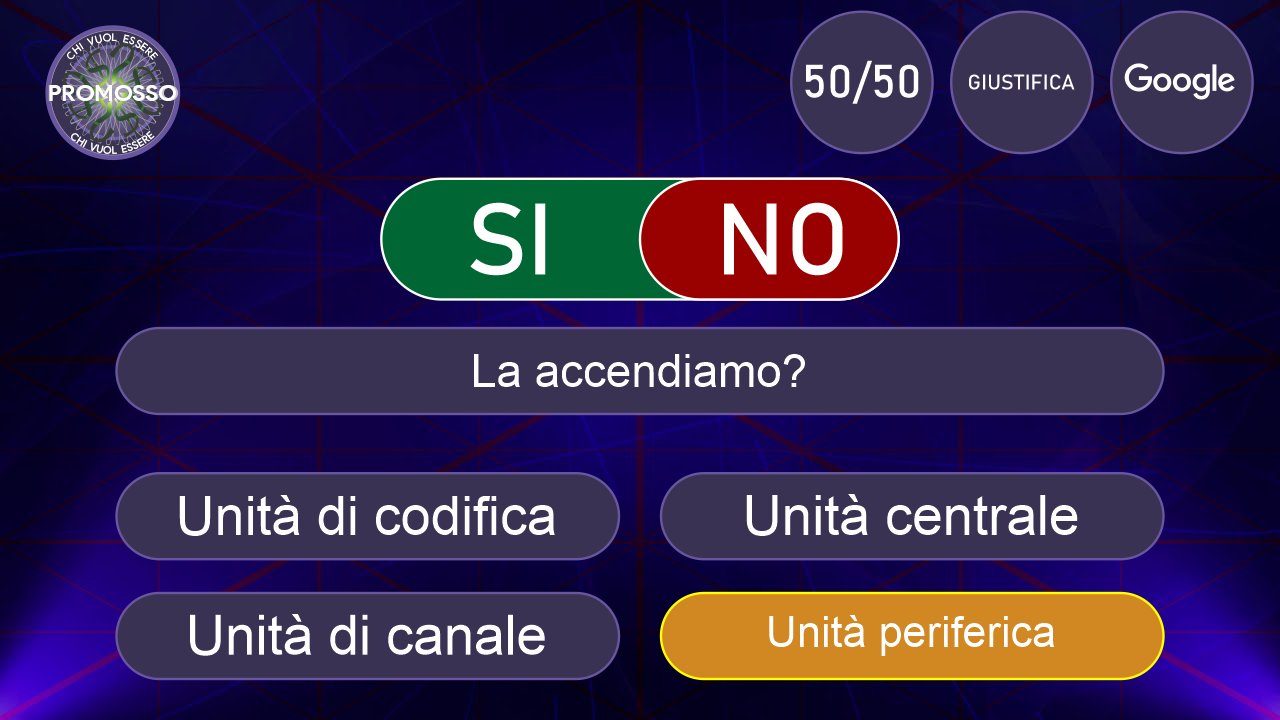 CHI VUOL ESSERE
PROMOSSO
CHI VUOL ESSERE
50/50
GIUSTIFICA
Google
SI
NO
La accendiamo?
Unità di codifica
Unità centrale
Unità di canale
Unità periferica